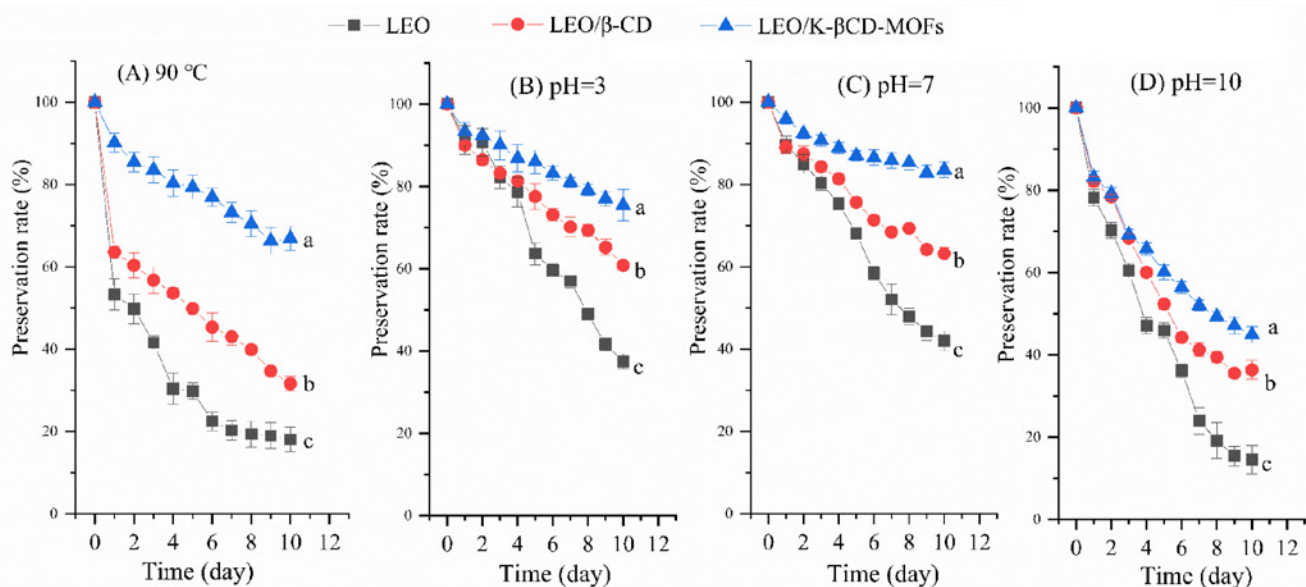 LEO LEO/β-CD LEO/K-βCD-MOFs
(A) 90 °C
(B) pH=3
(C) pH=7
(D) pH=10
Preservation rate (%)
100
80
60
40
20
0
a
b
c
0 2 4 6 8 10 12
Time (day)
Preservation rate (%)
100
80
60
40
20
0
a
b
c
0 2 4 6 8 10 12
Time (day)
Preservation rate (%)
100
80
60
40
20
0
a
b
c
0 2 4 6 8 10 12
Time (day)
Preservation rate (%)
100
80
60
40
20
0
a
b
c
0 2 4 6 8 10 12
Time (day)